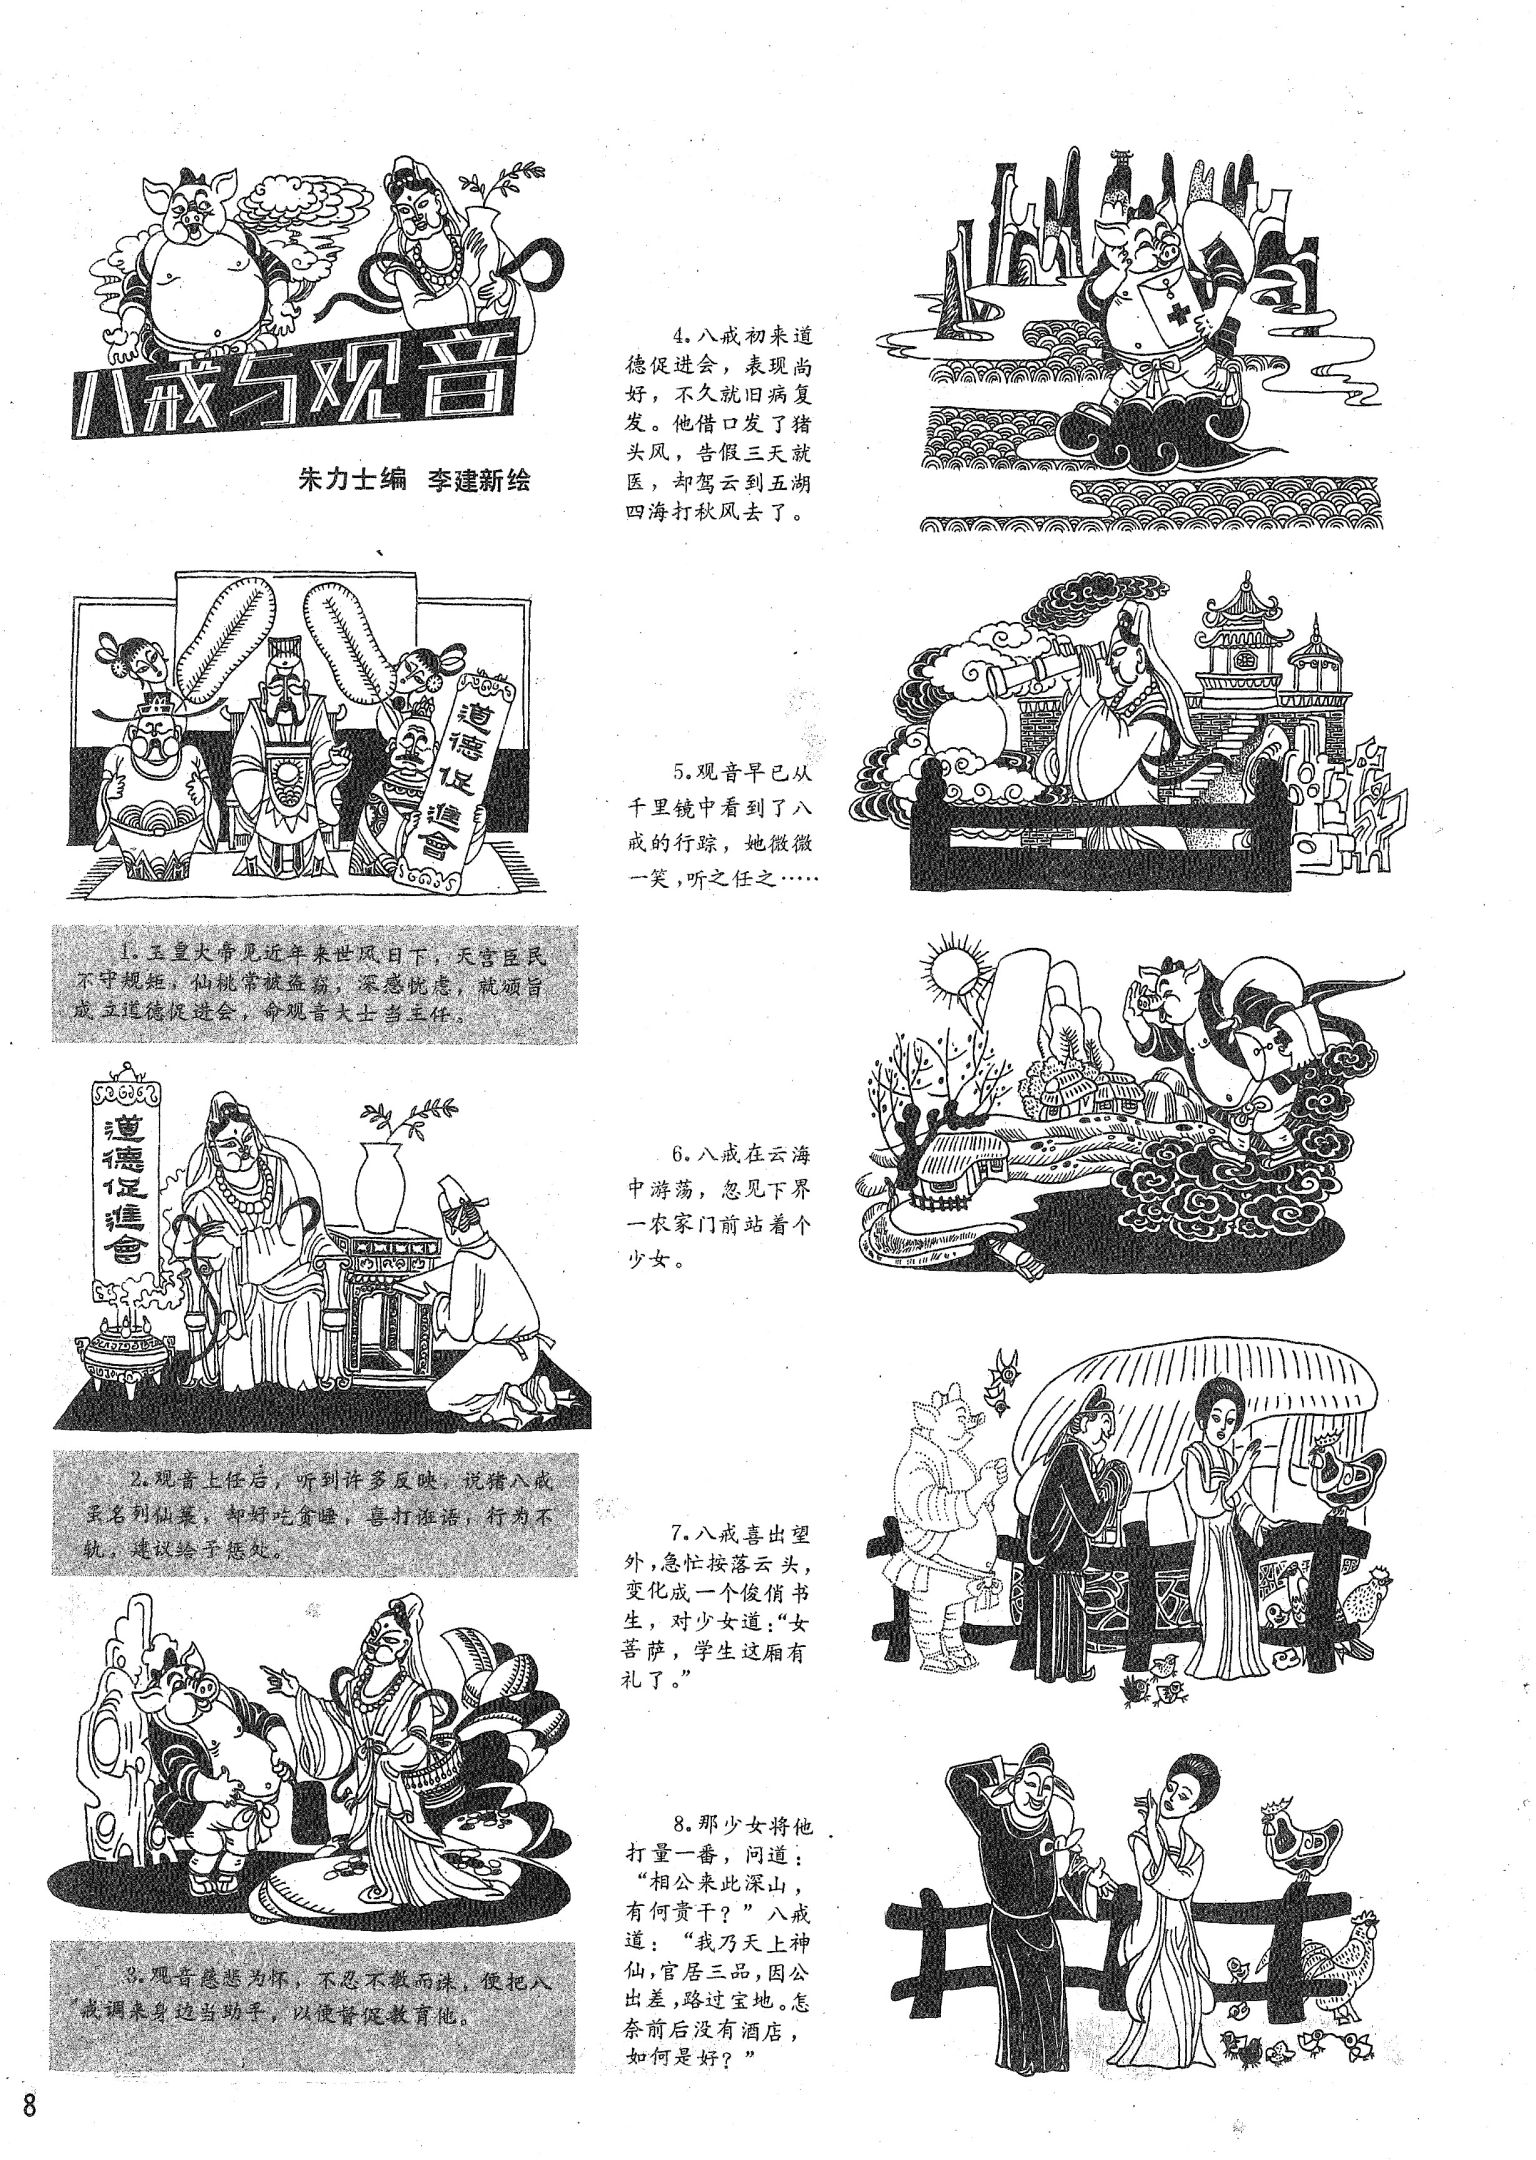 八戒与观音
朱力士编 李建新绘
道德促進會
1.玉皇大帝见近年来世风日下，天宫臣民
不守规矩，仙桃常被盗窃，深感忧虑，就颁旨
成立道德促进会，命观音大士当主任。
道德促進會
2.观音上任后，听到许多反映，说猪八戒
虽名列仙箓，却好吃贪睡，喜打诳语，行为不
轨，建议给予惩处。
3.观音慈悲为怀，不忍不教而诛，便把八
戒调来身边当助手，以便督促教育他。
4.八戒初来道
德促进会，表现尚
好，不久就旧病复
发。他借口发了猪
头风，告假三天就
医，却驾云到五湖
四海打秋风去了。
5.观音早已从
千里镜中看到了八
戒的行踪，她微微
一笑，听之任之……
6.八戒在云海
中游荡，忽见下界
一农家门前站着个
少女。
7.八戒喜出望
外，急忙按落云头，
变化成一个俊俏书
生，对少女道：“女
菩萨，学生这厢有
礼了。”
8.那少女将他
打量一番，问道：
“相公来此深山，
有何贵干？”八戒
道：“我乃天上神
仙，官居三品，因公
出差，路过宝地。怎
奈前后没有酒店，
如何是好？”
8